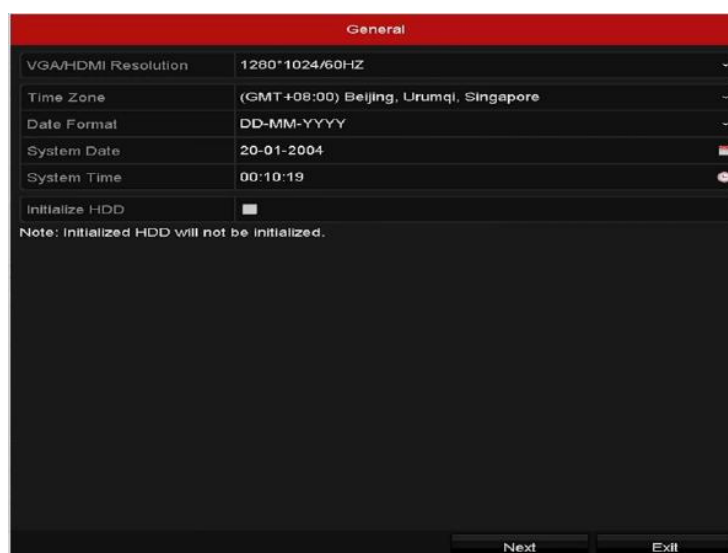 General
VGA/HDMI Resolution 1280*1024/60HZ
Time Zone (GMT+08:00) Beijing, Urumqi, Singapore
Date Format DD-MM-YYYY
System Date 20-01-2004
System Time 00:10:19
Initialize HDD
Note: Initialized HDD will not be initialized.
Next Exit